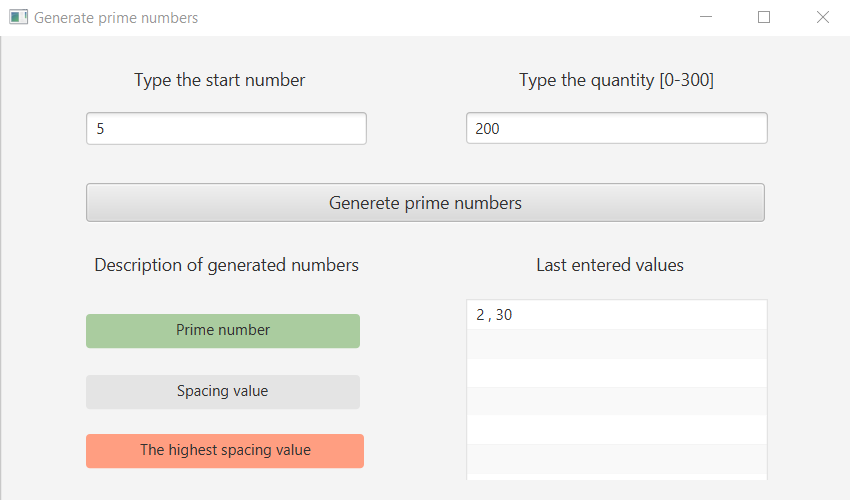 Generate prime numbers
Type the start number
Type the quantity [0-300]
5
200
Generete prime numbers
Description of generated numbers
Last entered values
2 , 30
Prime number
Spacing value
The highest spacing value